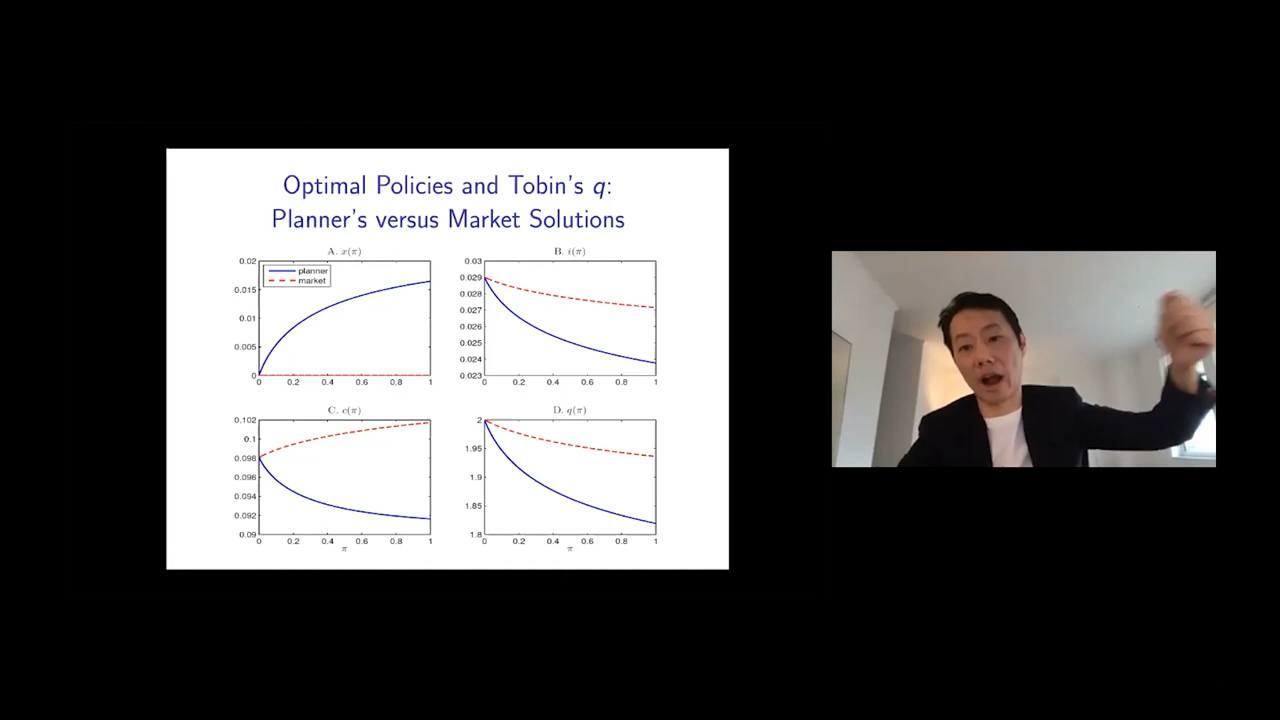 Optimal Policies and Tobin's q:
Planner's versus Market Solutions
A. x(π)
0.02
0.015
0.01
0.005
0
0 0.2 0.4 0.6 0.8 1
planner
market
B. i(π)
0.03
0.029
0.028
0.027
0.026
0.025
0.024
0.023
0 0.2 0.4 0.6 0.8 1
C. c(π)
0.102
0.1
0.098
0.096
0.094
0.092
0.09
0 0.2 0.4 0.6 0.8 1
π
D. q(π)
2
1.95
1.9
1.85
1.8
0 0.2 0.4 0.6 0.8 1
π